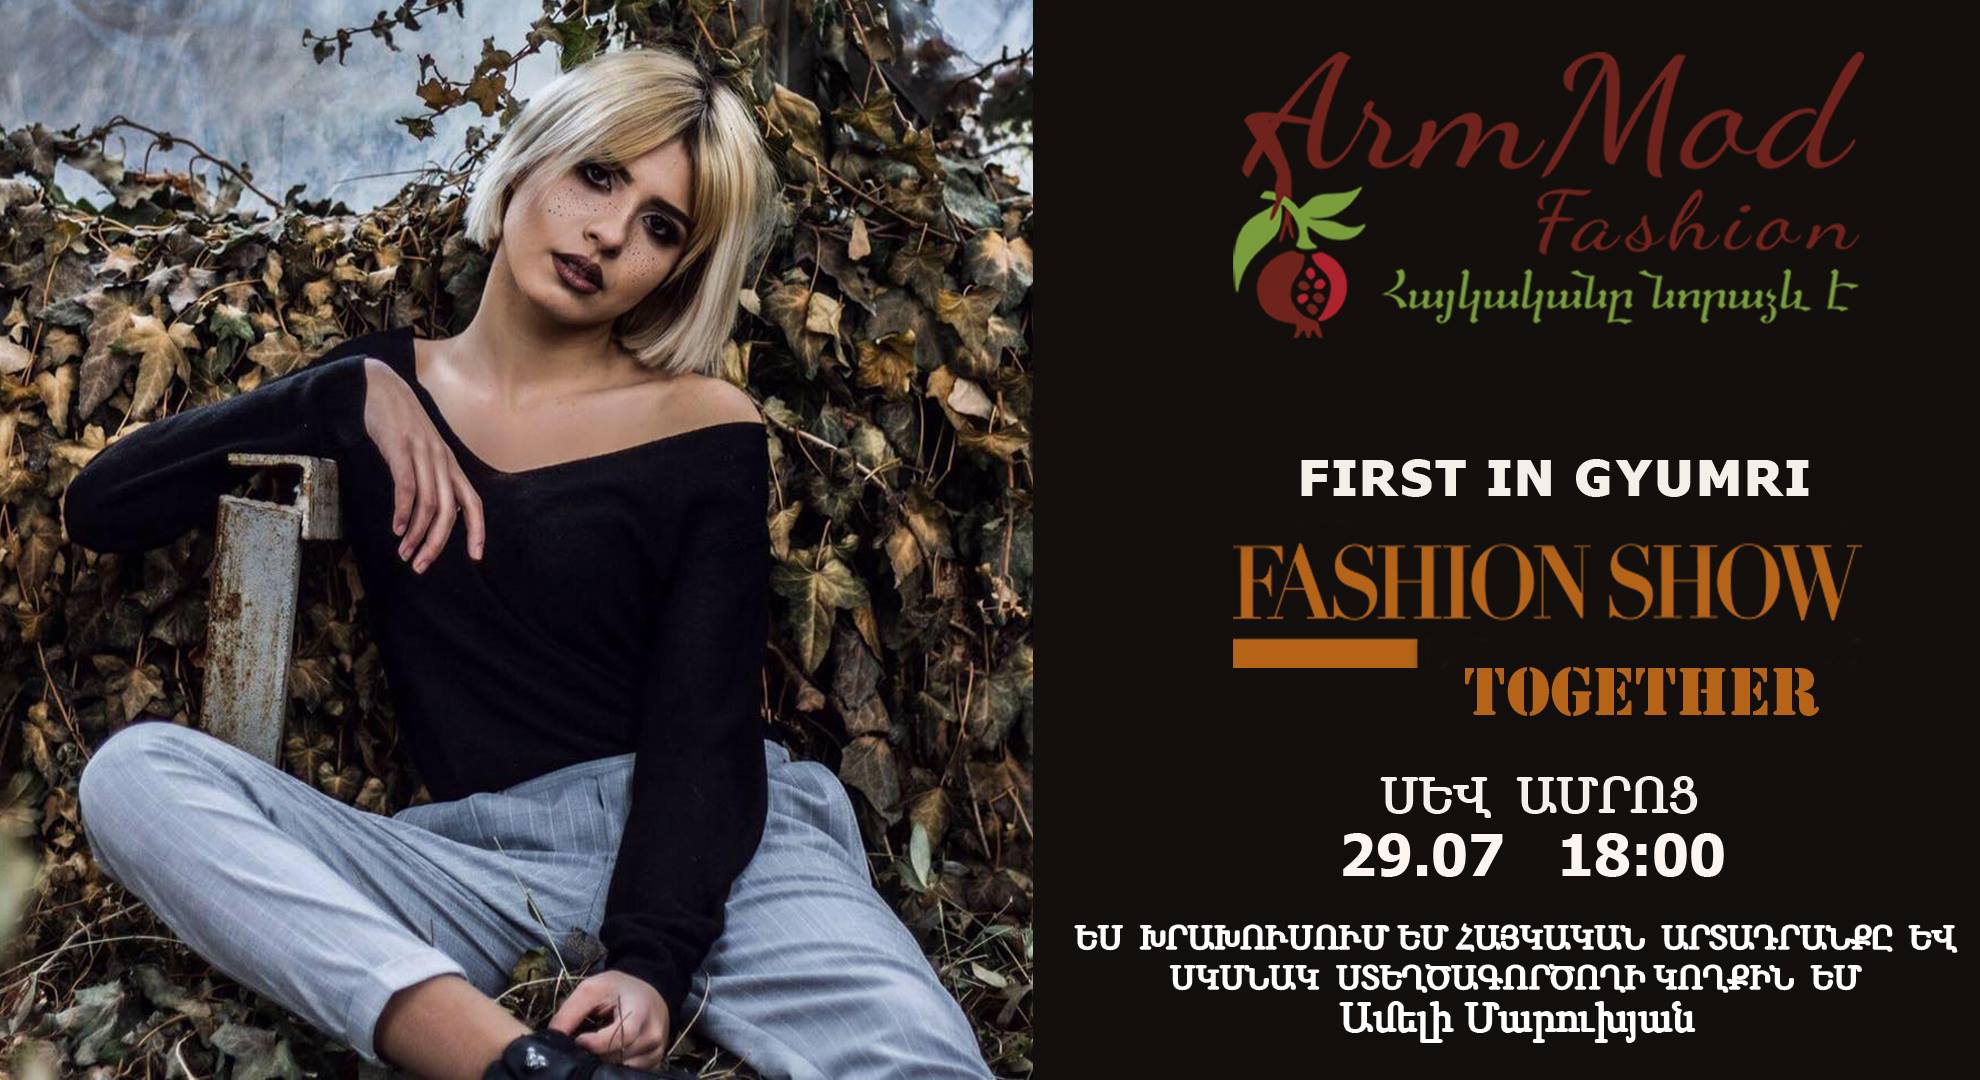 ArmMod
Fashion
Հայկականը նորաձև է
FIRST IN GYUMRI
FASHION SHOW
TOGETHER
ՍԵՎ ԱՄՐՈՑ
29.07 18:00
ԵՍ ԽՐԱԽՈՒՍՈՒՄ ԵՄ ՀԱՅԿԱԿԱՆ ԱՐՏԱԴՐԱՆՔԸ ԵՎ
ՍԿՍՆԱԿ ՍՏԵՂԾԱԳՈՐԾՈՂԻ ԿՈՂՔԻՆ ԵՄ
Ամելի Մարուխյան